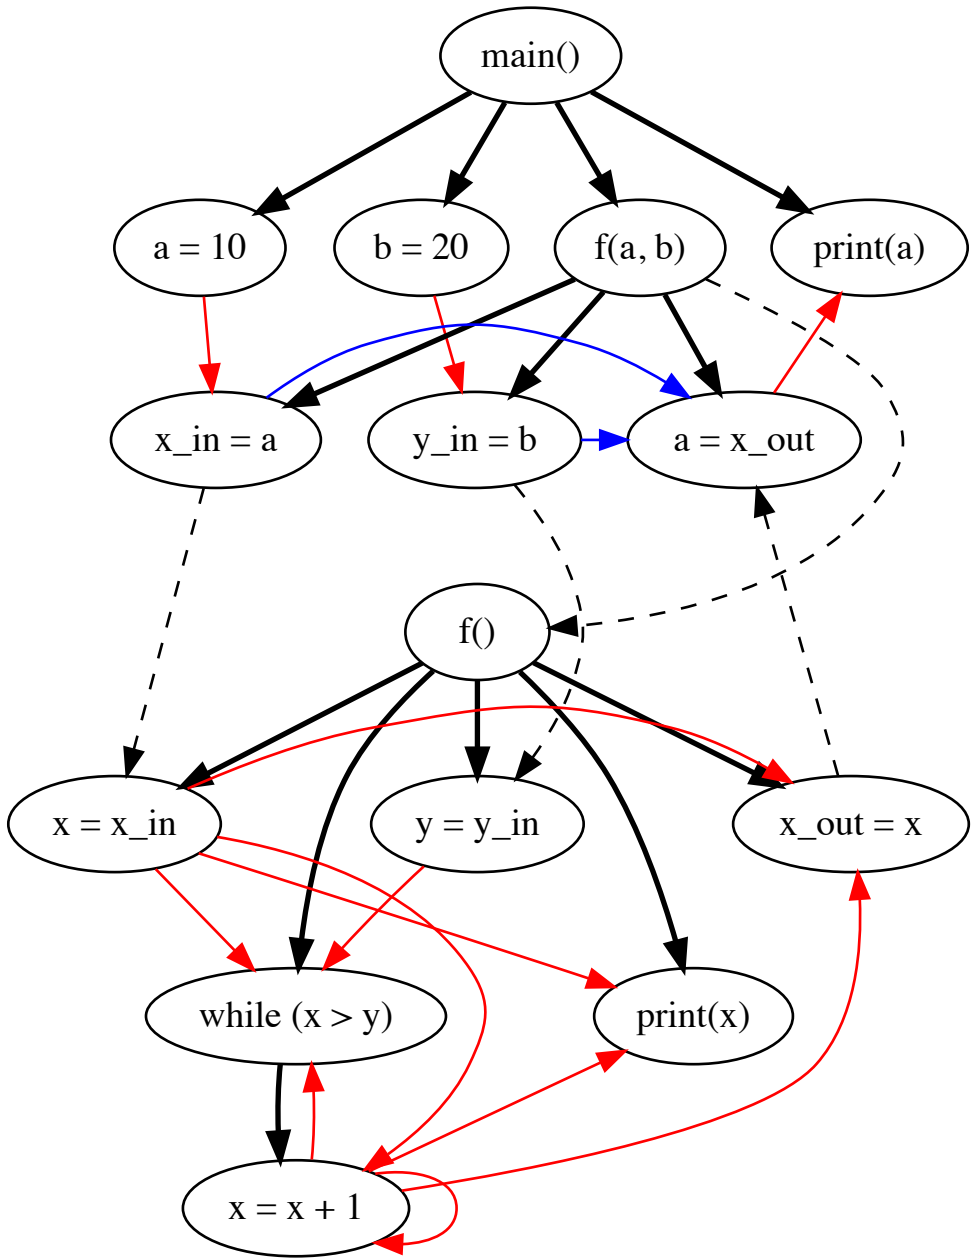 main()
a = 10
b = 20
f(a, b)
print(a)
x_in = a
y_in = b
a = x_out
f()
x = x_in
y = y_in
x_out = x
while (x > y)
print(x)
x = x + 1